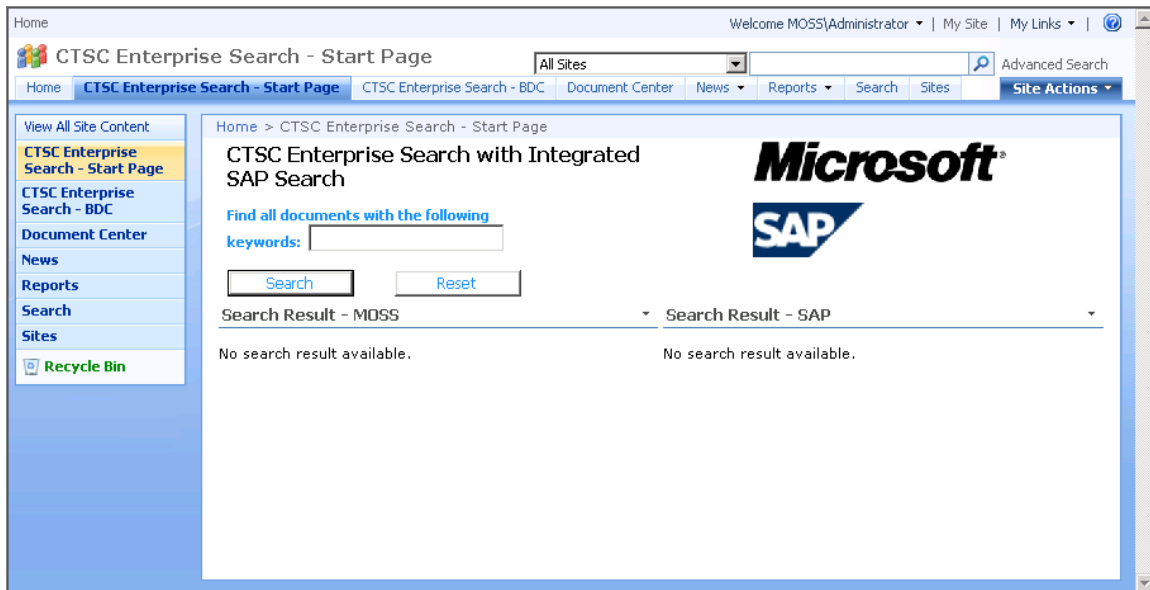 Home
Welcome MOSS\Administrator | My Site | My Links |
CTSC Enterprise Search - Start Page
All Sites
Advanced Search
Home CTSC Enterprise Search - Start Page CTSC Enterprise Search - BDC Document Center News Reports Search Sites Site Actions
View All Site Content
CTSC Enterprise
Search - Start Page
CTSC Enterprise
Search - BDC
Document Center
News
Reports
Search
Sites
Recycle Bin
Home > CTSC Enterprise Search - Start Page
CTSC Enterprise Search with Integrated
SAP Search
Microsoft®
SAP
Find all documents with the following
keywords:
Search Reset
Search Result - MOSS
Search Result - SAP
No search result available.
No search result available.